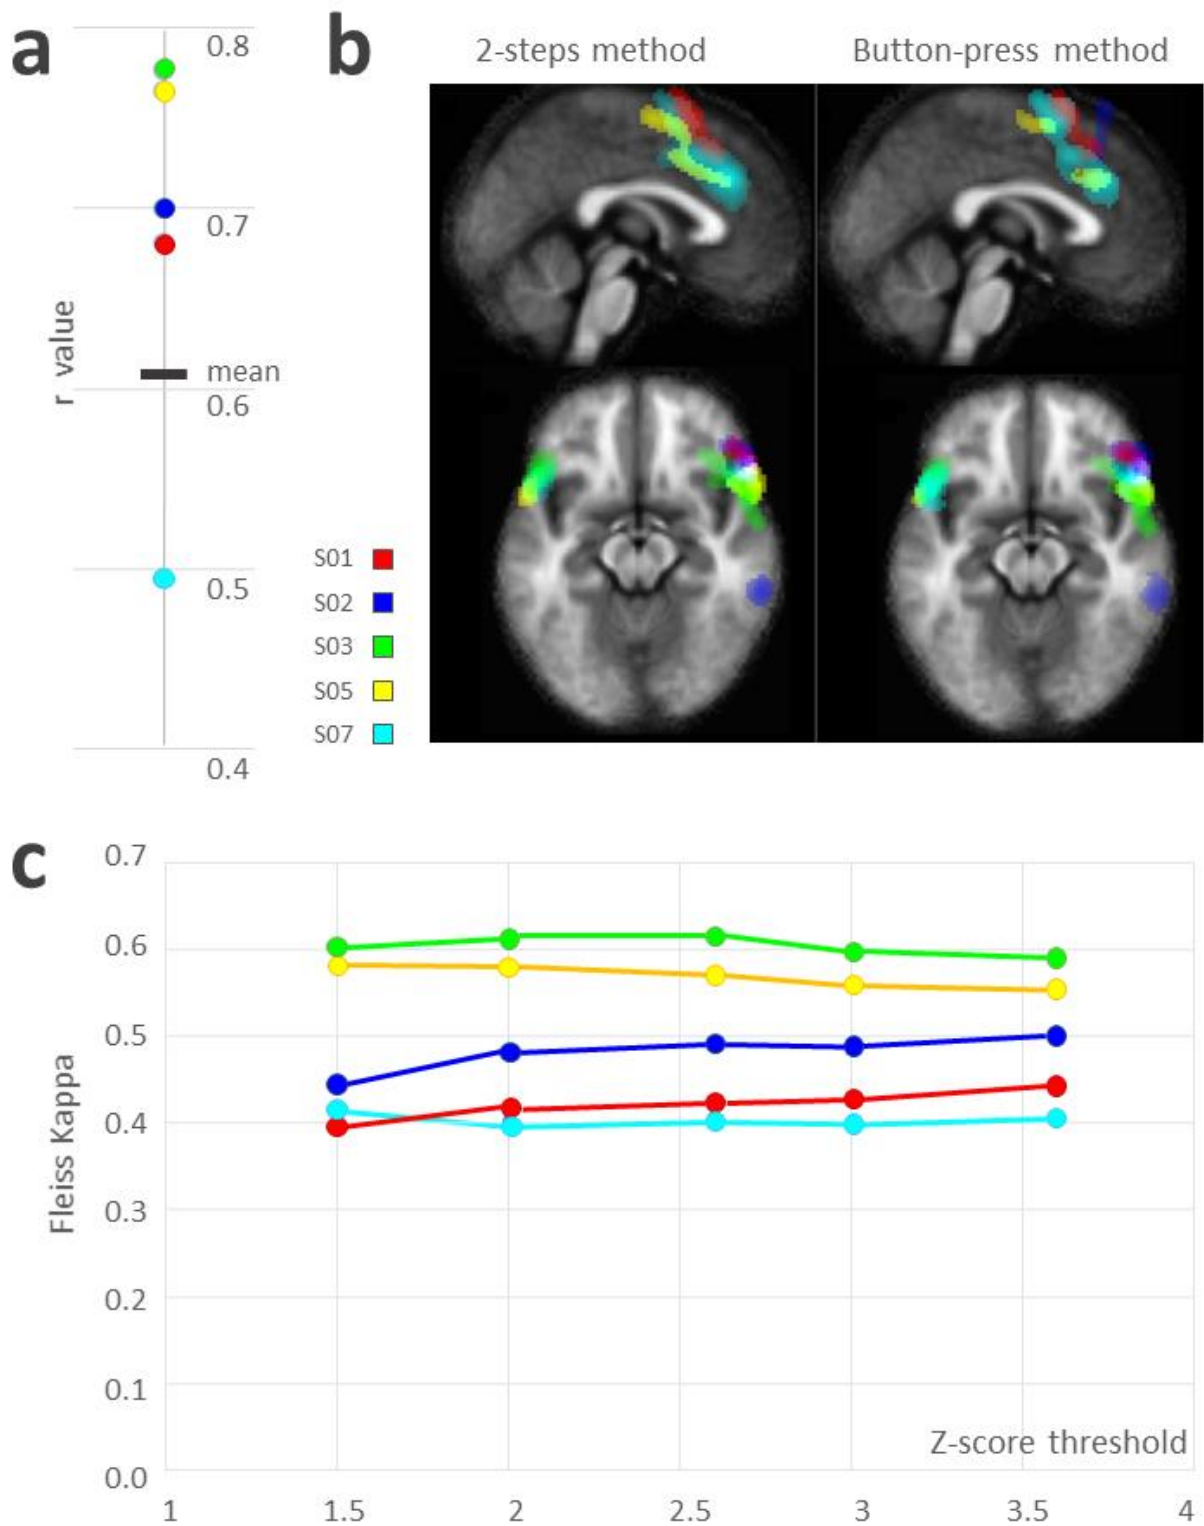 a
0.8
0.7
mean
0.6
0.5
0.4
r value
b
2-steps method
Button-press method
S01
S02
S03
S05
S07
c
0.7
0.6
0.5
0.4
0.3
0.2
0.1
0.0
Fleiss Kappa
Z-score threshold
1 1.5 2 2.5 3 3.5 4